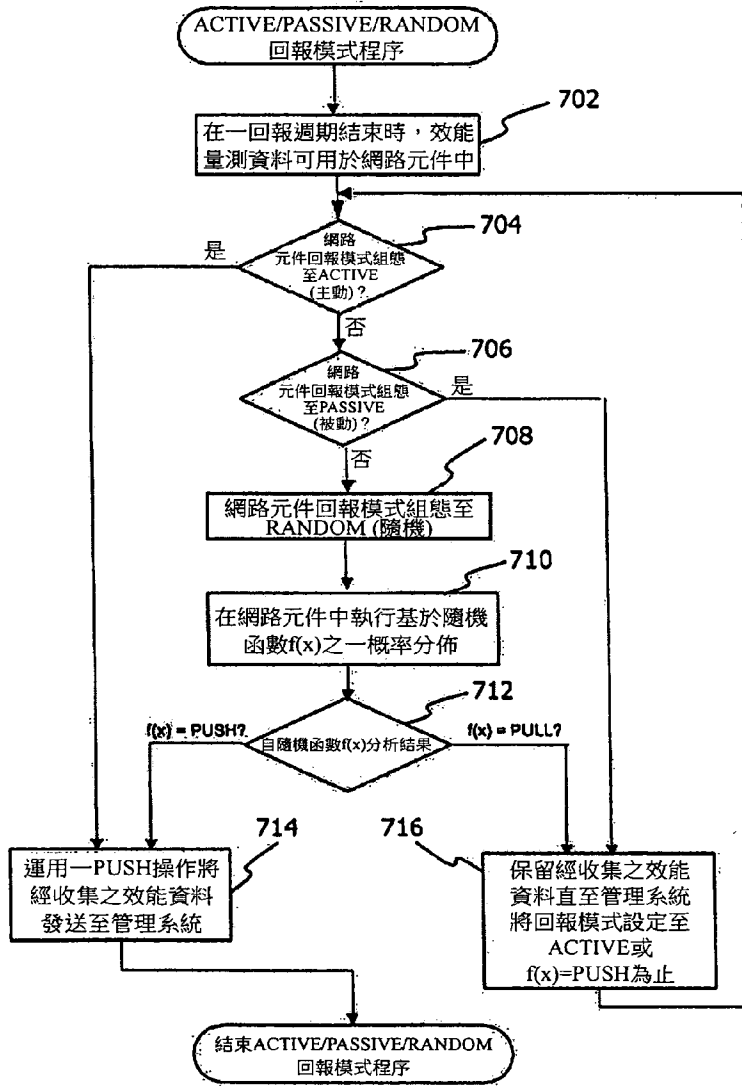 ACTIVE/PASSIVE/RANDOM
回報模式程序
702
在一回報週期結束時，效能
量測資料可用於網路元件中
704
是
網路
元件回報模式組態
至ACTIVE
(主動)？
否
706
網路
元件回報模式組態
至PASSIVE
(被動)？
是
否
708
網路元件回報模式組態至
RANDOM (隨機)
710
在網路元件中執行基於隨機
函數f(x)之一概率分佈
712
f(x) = PUSH?
自隨機函數f(x)分析結果
f(x) = PULL?
714
運用一PUSH操作將
經收集之效能資料
發送至管理系統
716
保留經收集之效能
資料直至管理系統
將回報模式設定至
ACTIVE或
f(x)=PUSH為止
結束ACTIVE/PASSIVE/RANDOM
回報模式程序